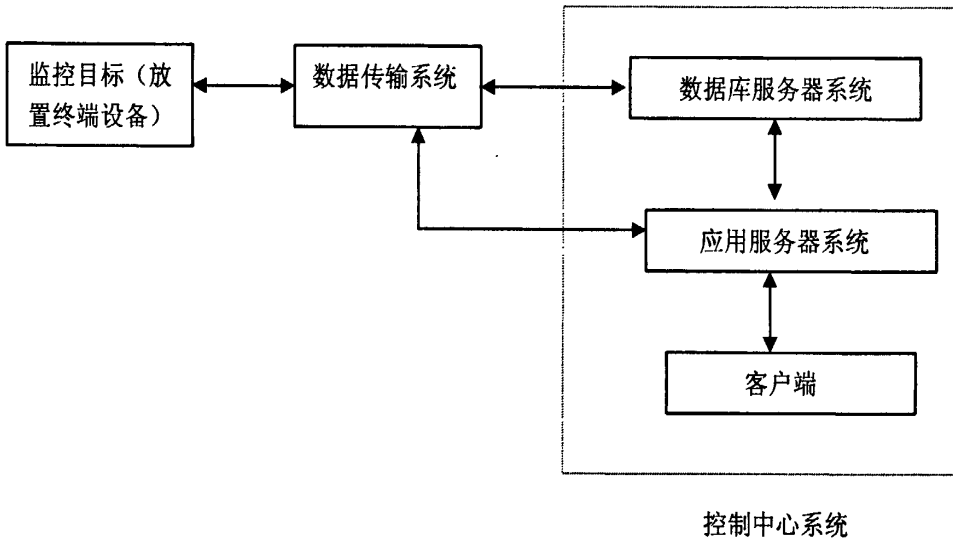 监控目标（放
置终端设备）
数据传输系统
数据库服务器系统
应用服务器系统
客户端
控制中心系统